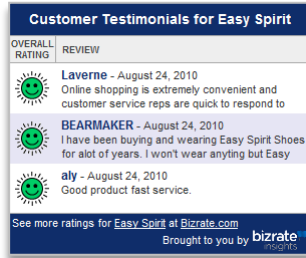 Customer Testimonials for Easy Spirit
OVERALL RATING REVIEW
Laverne - August 24, 2010
Online shopping is extremely convenient and
customer service reps are quick to respond to
BEARMAKER - August 24, 2010
I have been buying and wearing Easy Spirit Shoes
for alot of years. I won't wear anyting but Easy
aly - August 24, 2010
Good product fast service.
See more ratings for Easy Spirit at Bizrate.com
Brought to you by bizrate insights